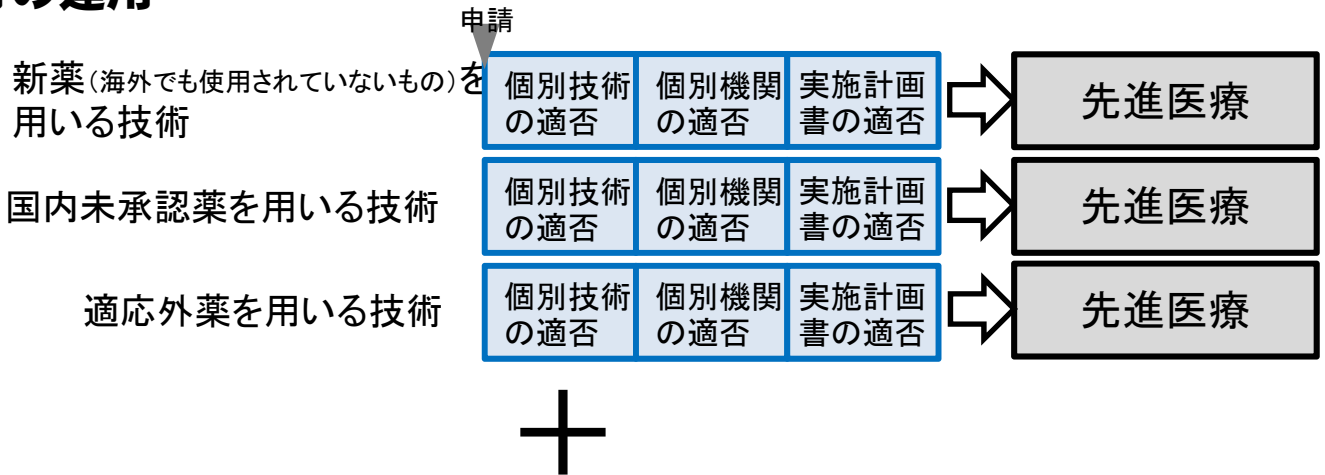 の運用
申請
新薬(海外でも使用されていないもの)を
用いる技術
個別技術
の適否
個別機関
の適否
実施計画
書の適否
先進医療
国内未承認薬を用いる技術
個別技術
の適否
個別機関
の適否
実施計画
書の適否
先進医療
適応外薬を用いる技術
個別技術
の適否
個別機関
の適否
実施計画
書の適否
先進医療
+